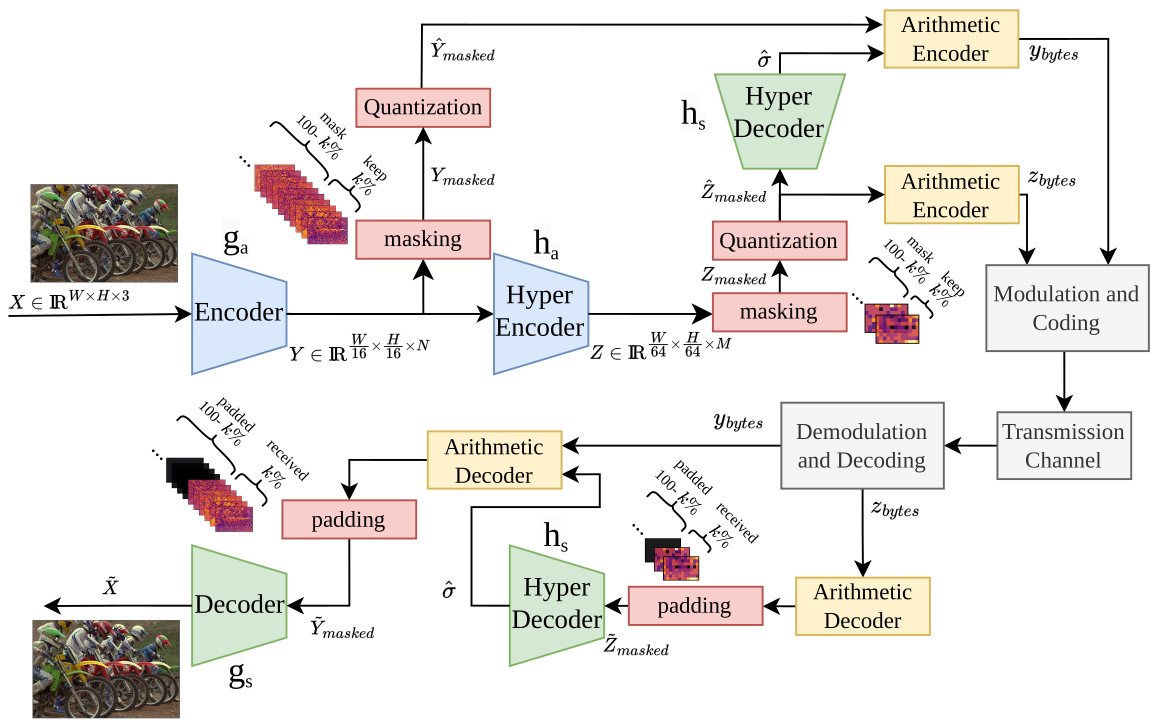 Arithmetic
Encoder
$\hat{Y}_{masked}$
$y_{bytes}$
$\hat{\sigma}$
Quantization
mask
100- k%
keep
k%
Hyper
Decoder
h_s
$Y_{masked}$
$\hat{Z}_{masked}$
Arithmetic
Encoder
$z_{bytes}$
masking
g_a
h_a
Quantization
mask
100- k%
keep
k%
$Z_{masked}$
$X \in \mathbb{R}^{W \times H \times 3}$
Encoder
Hyper
Encoder
masking
Modulation and
Coding
$Y \in \mathbb{R}^{\frac{W}{16} \times \frac{H}{16} \times N}$
$Z \in \mathbb{R}^{\frac{W}{64} \times \frac{H}{64} \times M}$
padded
100- k%
received
k%
Arithmetic
Decoder
$y_{bytes}$
Demodulation
and Decoding
Transmission
Channel
padding
padded
100- k%
received
k%
$z_{bytes}$
h_s
$\tilde{X}$
Decoder
$\tilde{Y}_{masked}$
$\hat{\sigma}$
Hyper
Decoder
$\tilde{Z}_{masked}$
padding
Arithmetic
Decoder
g_s